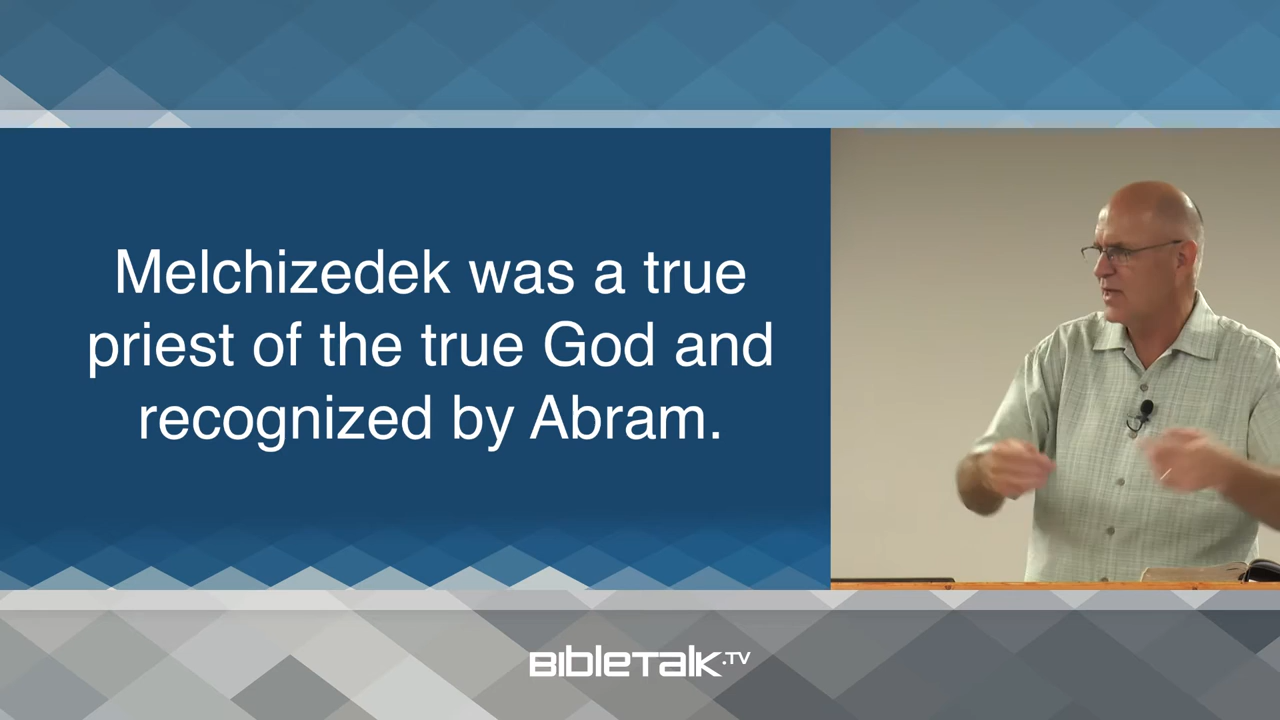 Melchizedek was a true
priest of the true God and
recognized by Abram.
BIBLETALK.TV